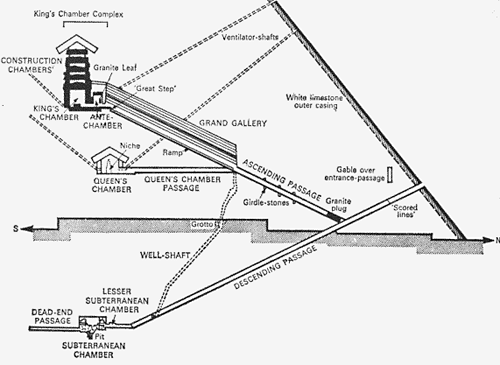 King's Chamber Complex
CONSTRUCTION
CHAMBERS'
Granite Leaf
'Great Step'
KING'S
CHAMBER
ANTE-
CHAMBER
Ventilator-shafts
GRAND GALLERY
White limestone
outer casing
Niche
Ramp
QUEEN'S
CHAMBER
QUEEN'S CHAMBER
PASSAGE
ASCENDING PASSAGE
Gable over
entrance-passage
Girdle-stones
Granite
plug
'Scored
lines'
S
N
Grotto
WELL-SHAFT
DESCENDING PASSAGE
LESSER
SUBTERRANEAN
CHAMBER
DEAD-END
PASSAGE
Pit
SUBTERRANEAN
CHAMBER